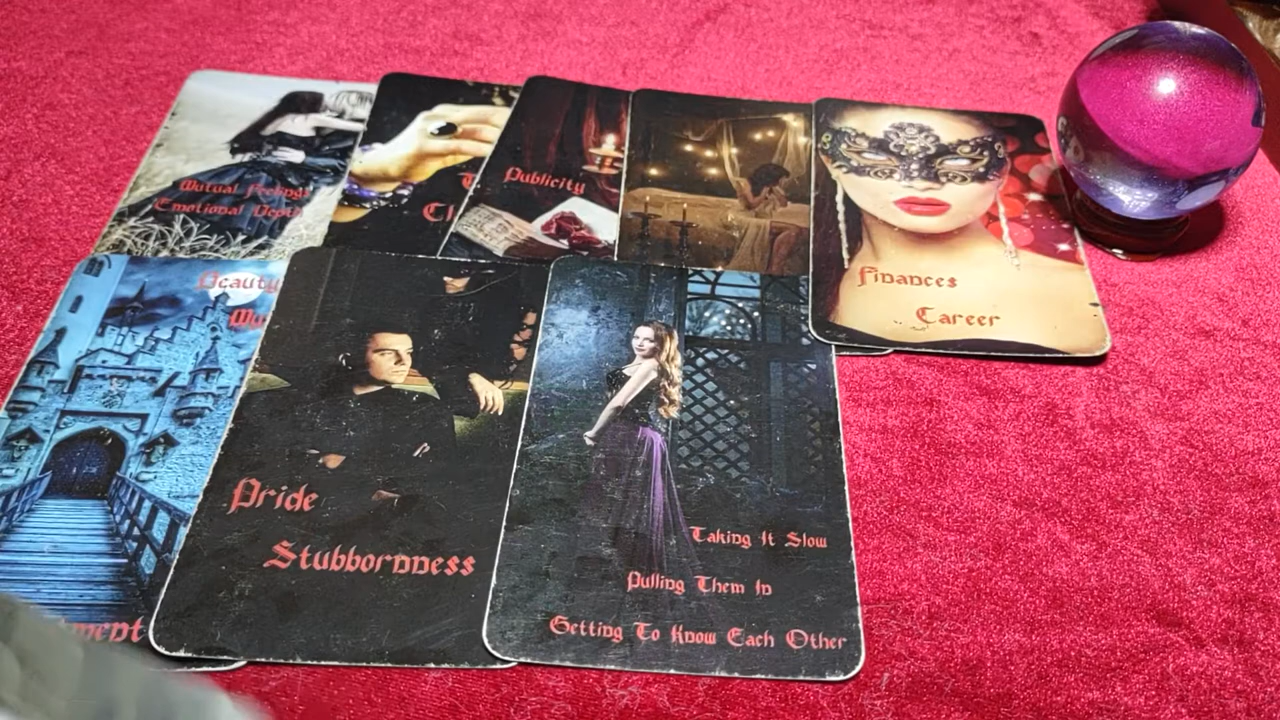 Mutual Feelings
Emotional Depth
Publicity
Finances
Career
Beauty
Pride
Stubbornness
Taking It Slow
Pulling Them In
Getting To Know Each Other